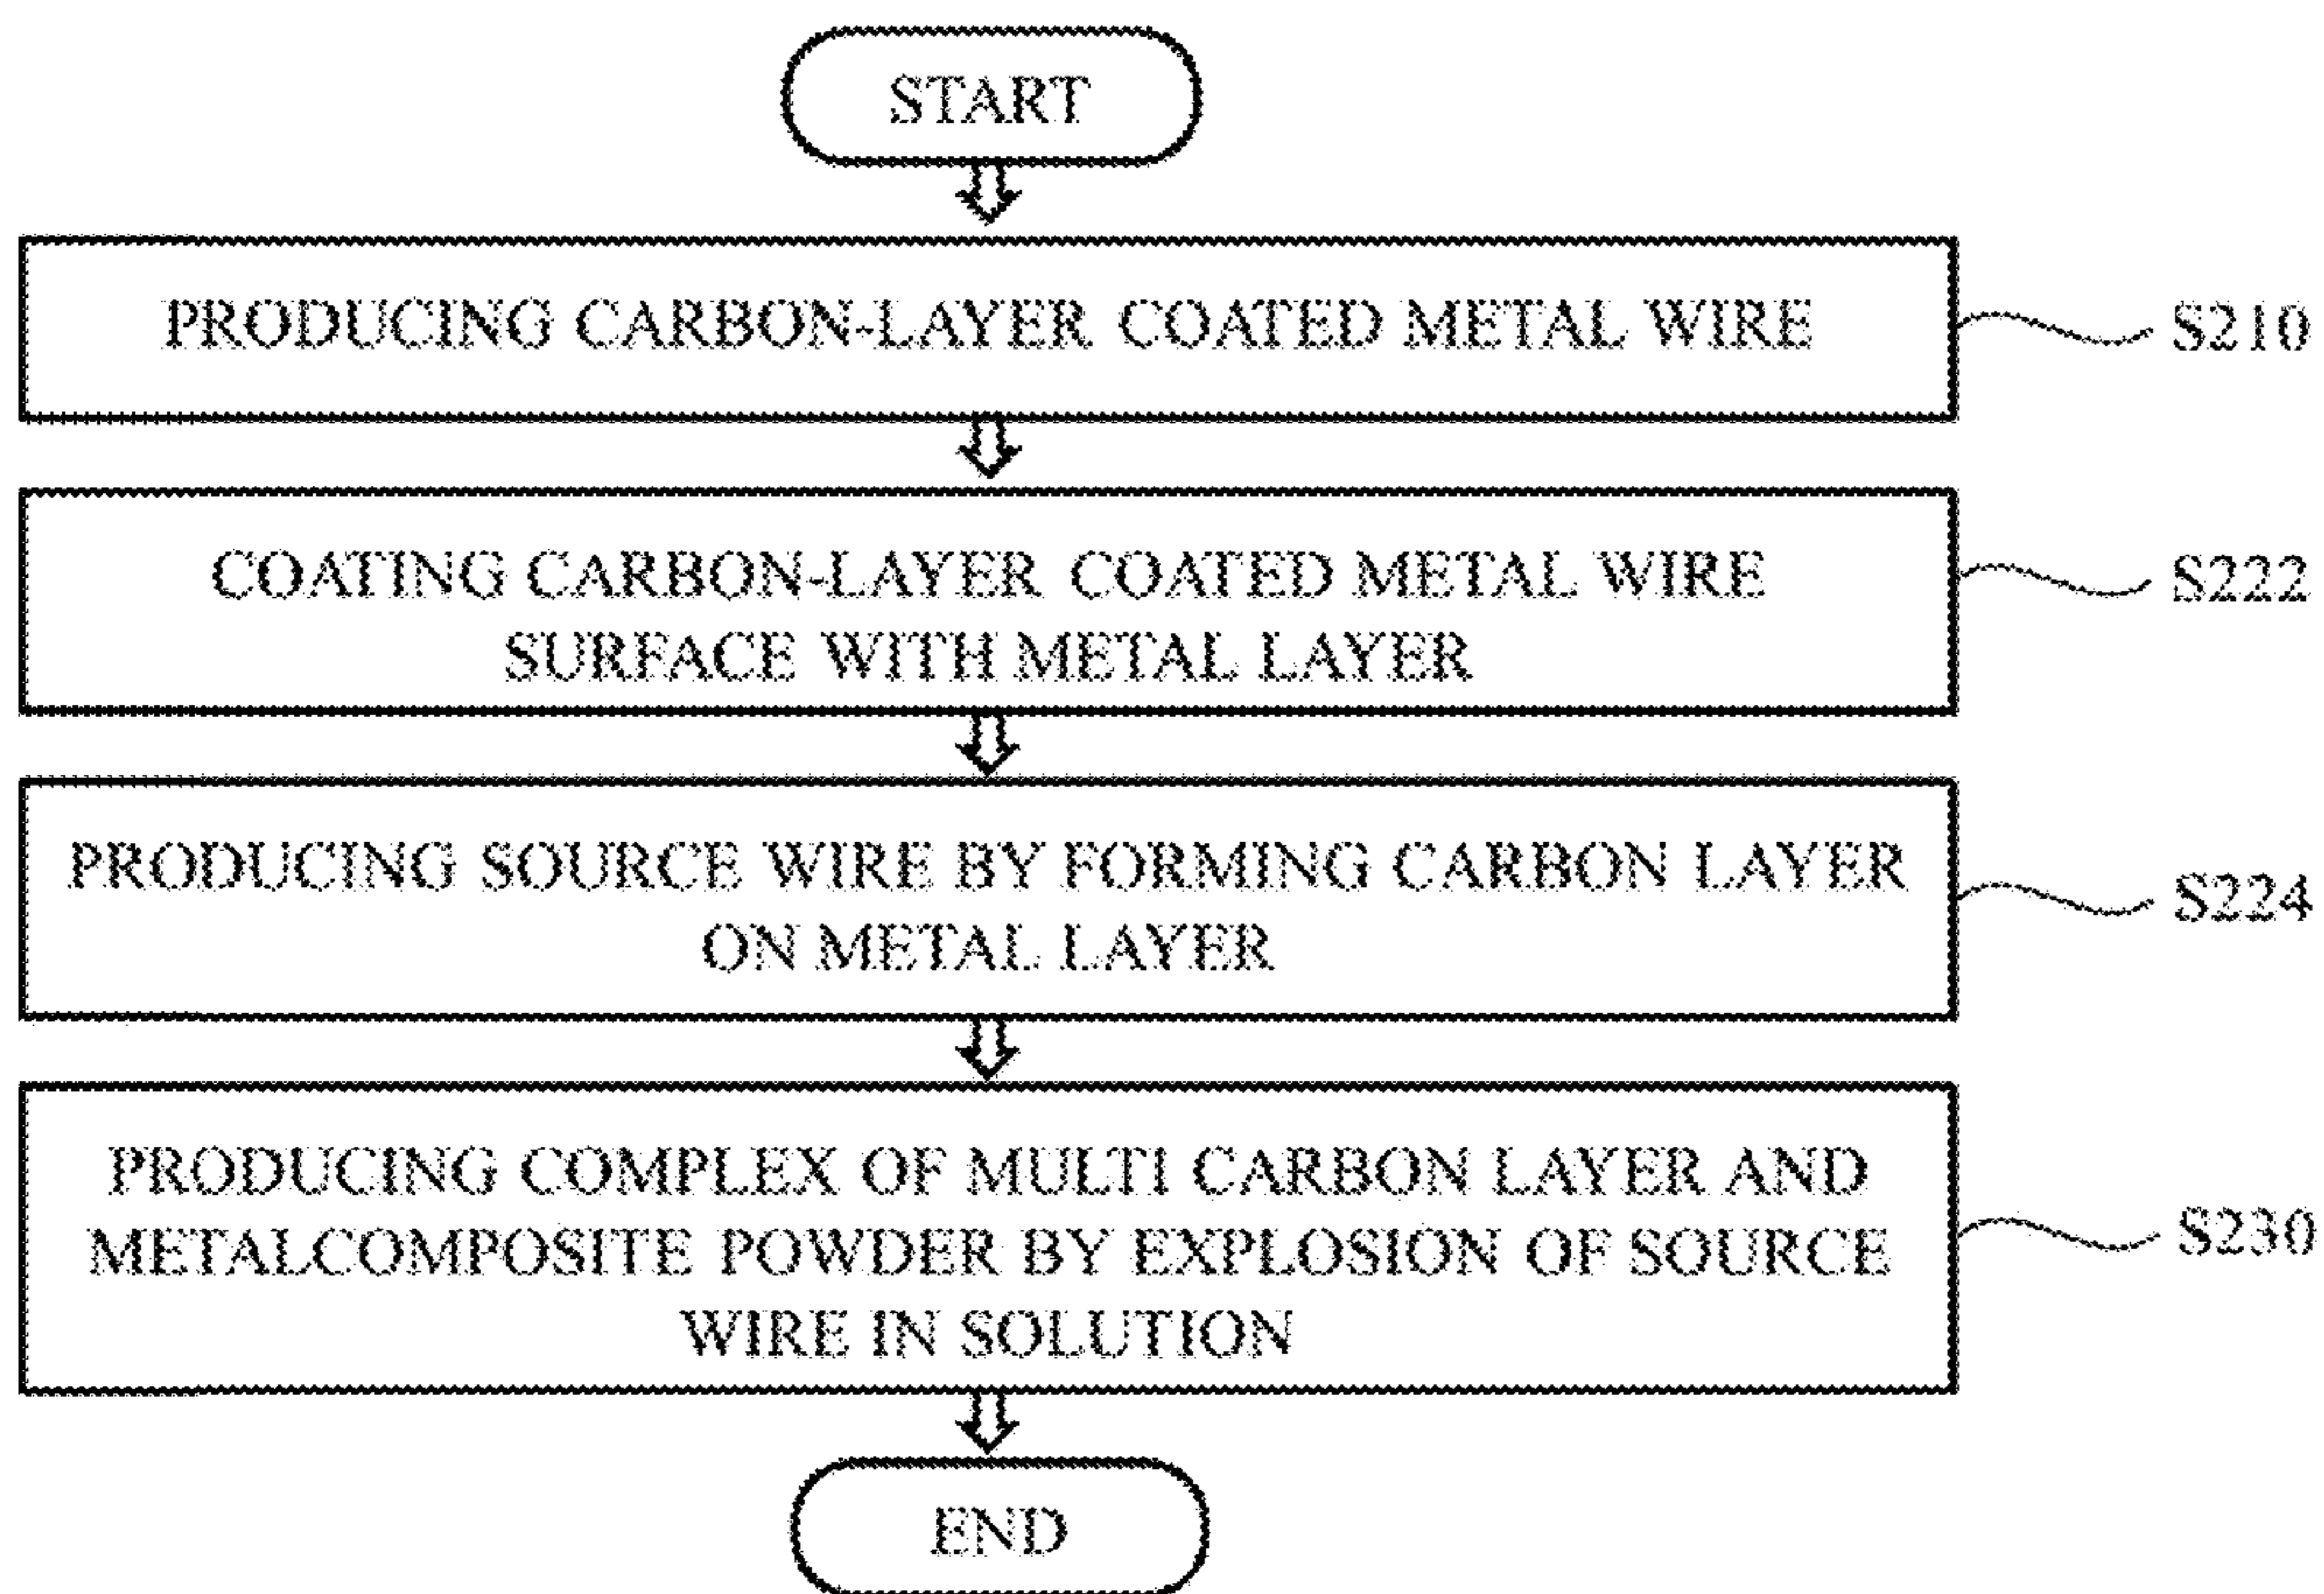 START
PRODUCING CARBON-LAYER COATED METAL WIRE
S210
COATING CARBON-LAYER COATED METAL WIRE
SURFACE WITH METAL LAYER
S222
PRODUCING SOURCE WIRE BY FORMING CARBON LAYER
ON METAL LAYER
S224
PRODUCING COMPLEX OF MULTI CARBON LAYER AND
METALCOMPOSITE POWDER BY EXPLOSION OF SOURCE
WIRE IN SOLUTION
S230
END